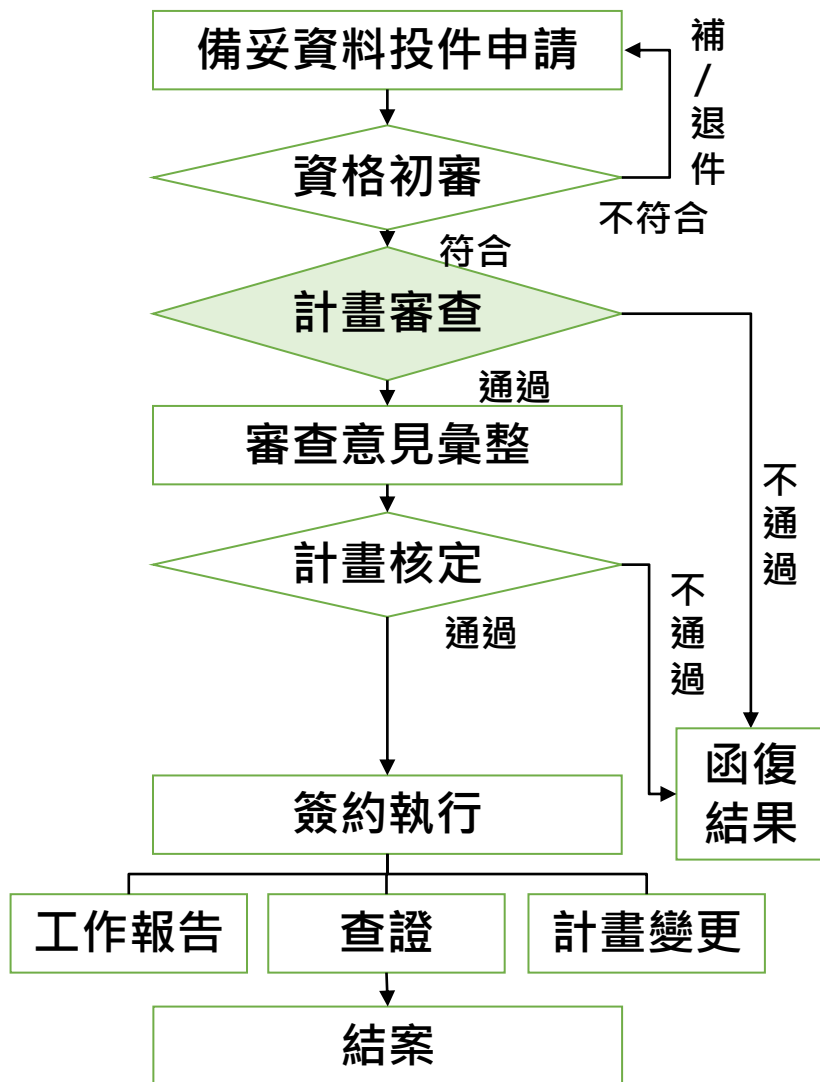 備妥資料投件申請
補
/
退
件
資格初審
不符合
符合
計畫審查
通過
審查意見彙整
不
通
過
計畫核定
通過
不
通
過
函復
結果
簽約執行
工作報告
查證
計畫變更
結案